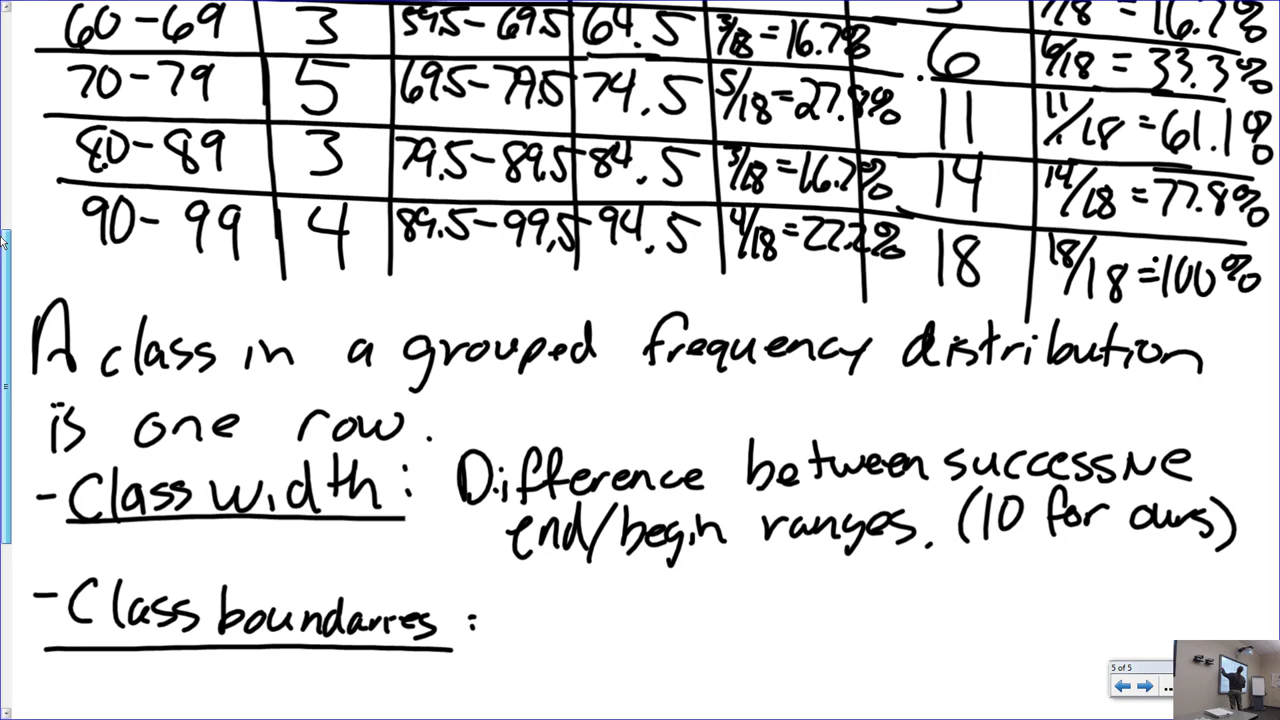 60-69 3 59.5-69.5 64.5 3/18=16.7% 3 3/18=16.7%
70-79 5 69.5-79.5 74.5 5/18=27.8% 6 6/18=33.3%
80-89 3 79.5-89.5 84.5 3/18=16.7% 11 11/18=61.1%
90-99 4 89.5-99.5 94.5 4/18=22.2% 14 14/18=77.8%
18 18/18=100%
A class in a grouped frequency distribution
is one row.
-Class width: Difference between successive
end/begin ranges. (10 for ours)
-Class boundaries:
5 of 5